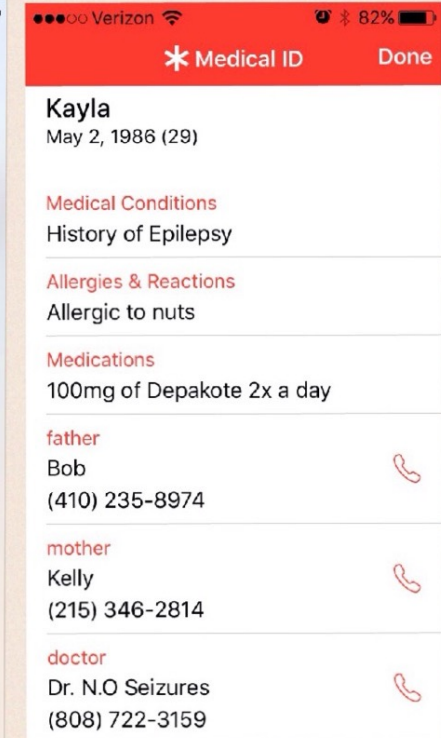 Verizon 82%
Medical ID Done
Kayla
May 2, 1986 (29)
Medical Conditions
History of Epilepsy
Allergies & Reactions
Allergic to nuts
Medications
100mg of Depakote 2x a day
father
Bob
(410) 235-8974
mother
Kelly
(215) 346-2814
doctor
Dr. N.O Seizures
(808) 722-3159